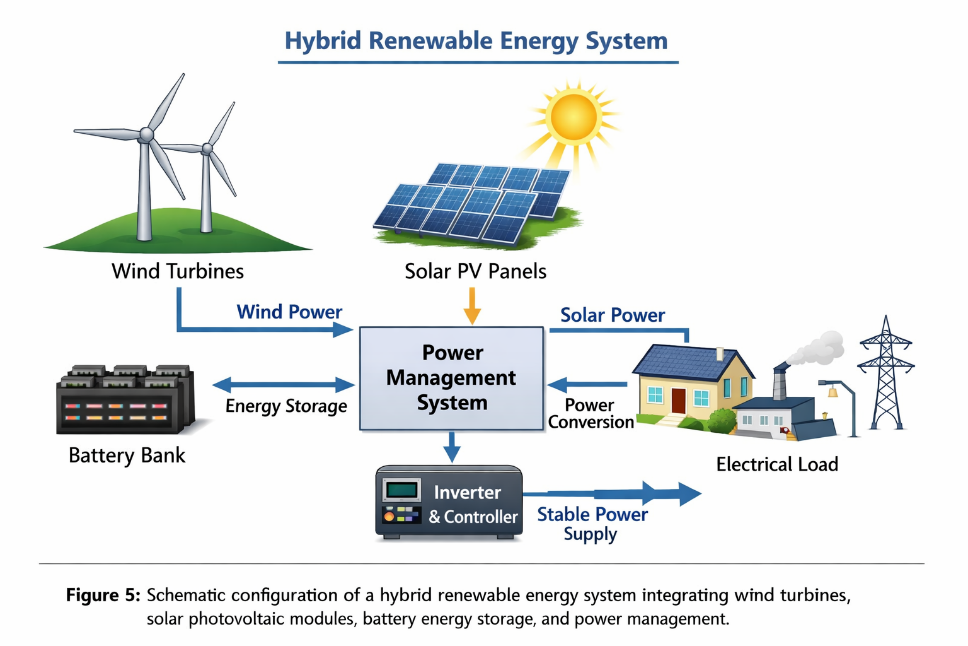 Hybrid Renewable Energy System
Wind Turbines
Solar PV Panels
Wind Power
Solar Power
Power
Management
System
Energy Storage
Power
Conversion
Battery Bank
Electrical Load
Inverter
& Controller
Stable Power
Supply
Figure 5: Schematic configuration of a hybrid renewable energy system integrating wind turbines,
solar photovoltaic modules, battery energy storage, and power management.